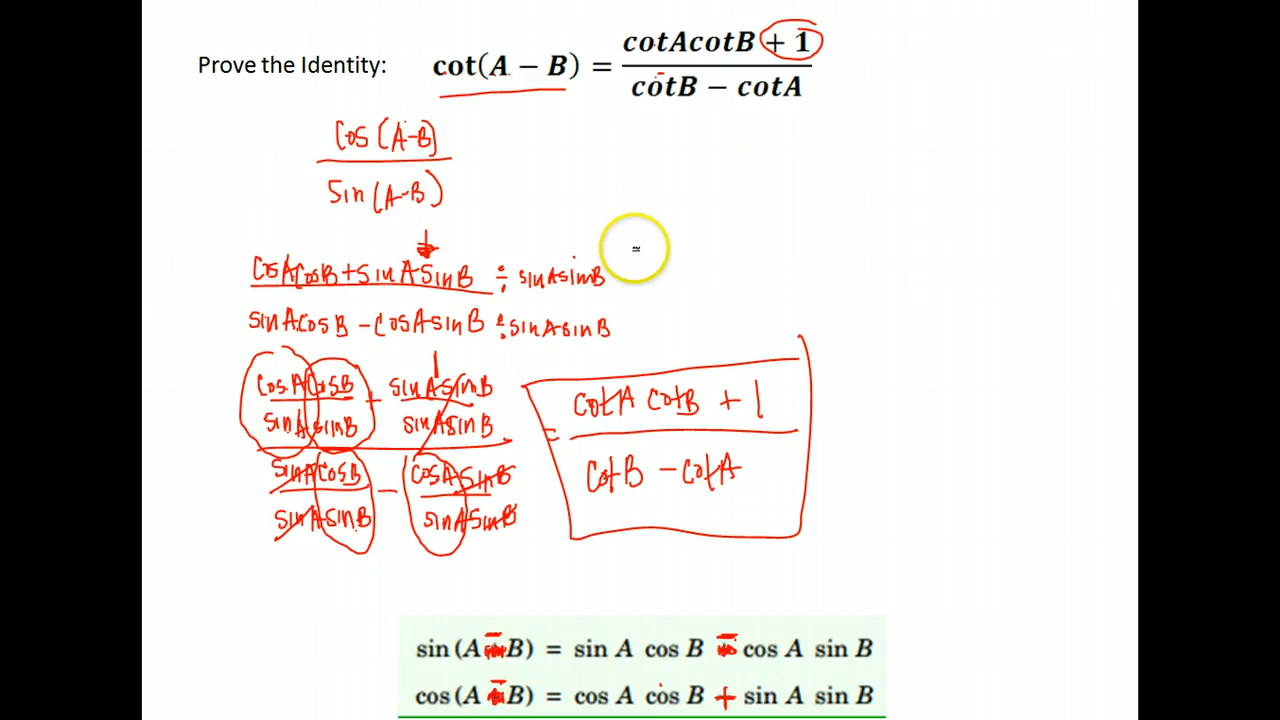 cotAcotB + 1
Prove the Identity: cot(A − B) =
cotB − cotA
Cos (A-B)
Sin (A-B)
CosACosB+SinASinB ÷ sinAsinB
sinACosB -CosAsinB ÷ sinAsinB
CosACosB + sinAsinB
sinAsinB sinAsinB
CotA CotB + 1
=
CotB - CotA
sinACosB - CosAsinB
sinAsinB sinAsinB
sin (A - B) = sin A cos B - cos A sin B
cos (A - B) = cos A cos B + sin A sin B